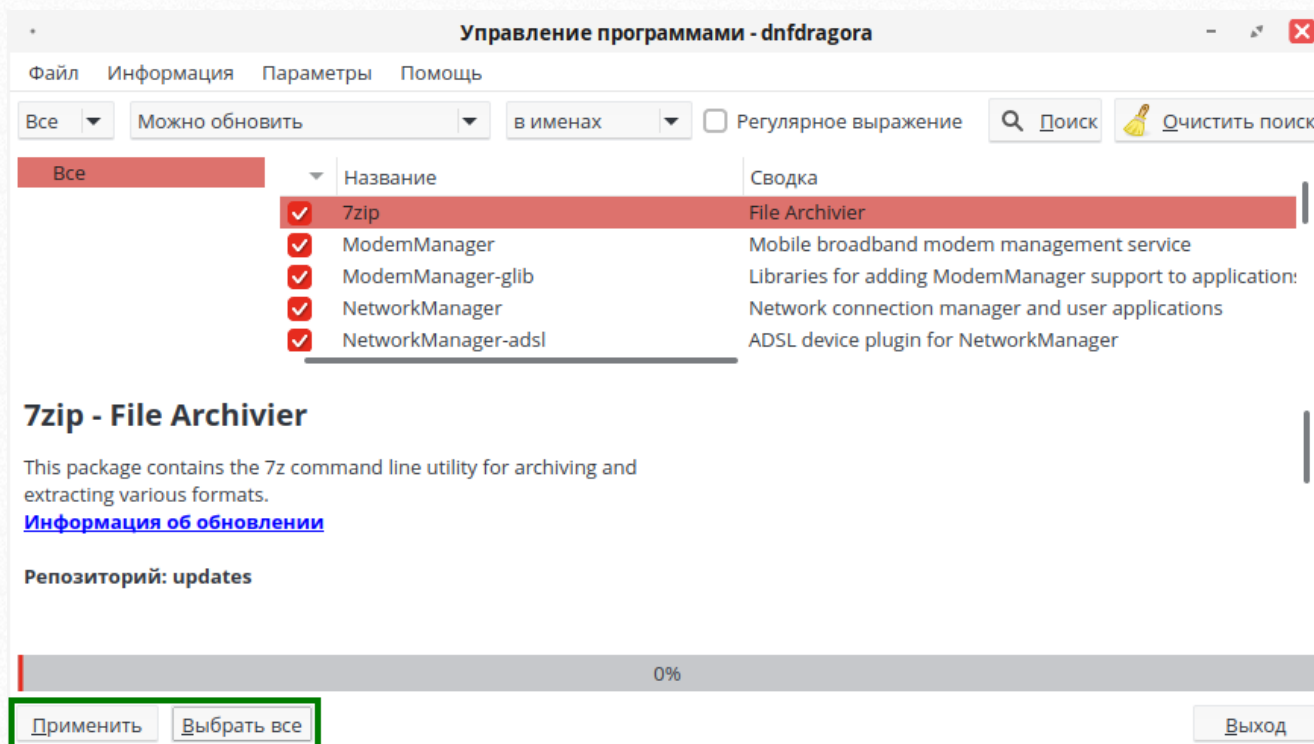 Управление программами - dnfdragora
Файл Информация Параметры Помощь
Все Можно обновить в именах Регулярное выражение Поиск Очистить поиск
Все Название Сводка
7zip File Archivier
ModemManager Mobile broadband modem management service
ModemManager-glib Libraries for adding ModemManager support to applications
NetworkManager Network connection manager and user applications
NetworkManager-adsl ADSL device plugin for NetworkManager
7zip - File Archivier
This package contains the 7z command line utility for archiving and
extracting various formats.
Информация об обновлении
Репозиторий: updates
0%
Применить Выбрать все Выход